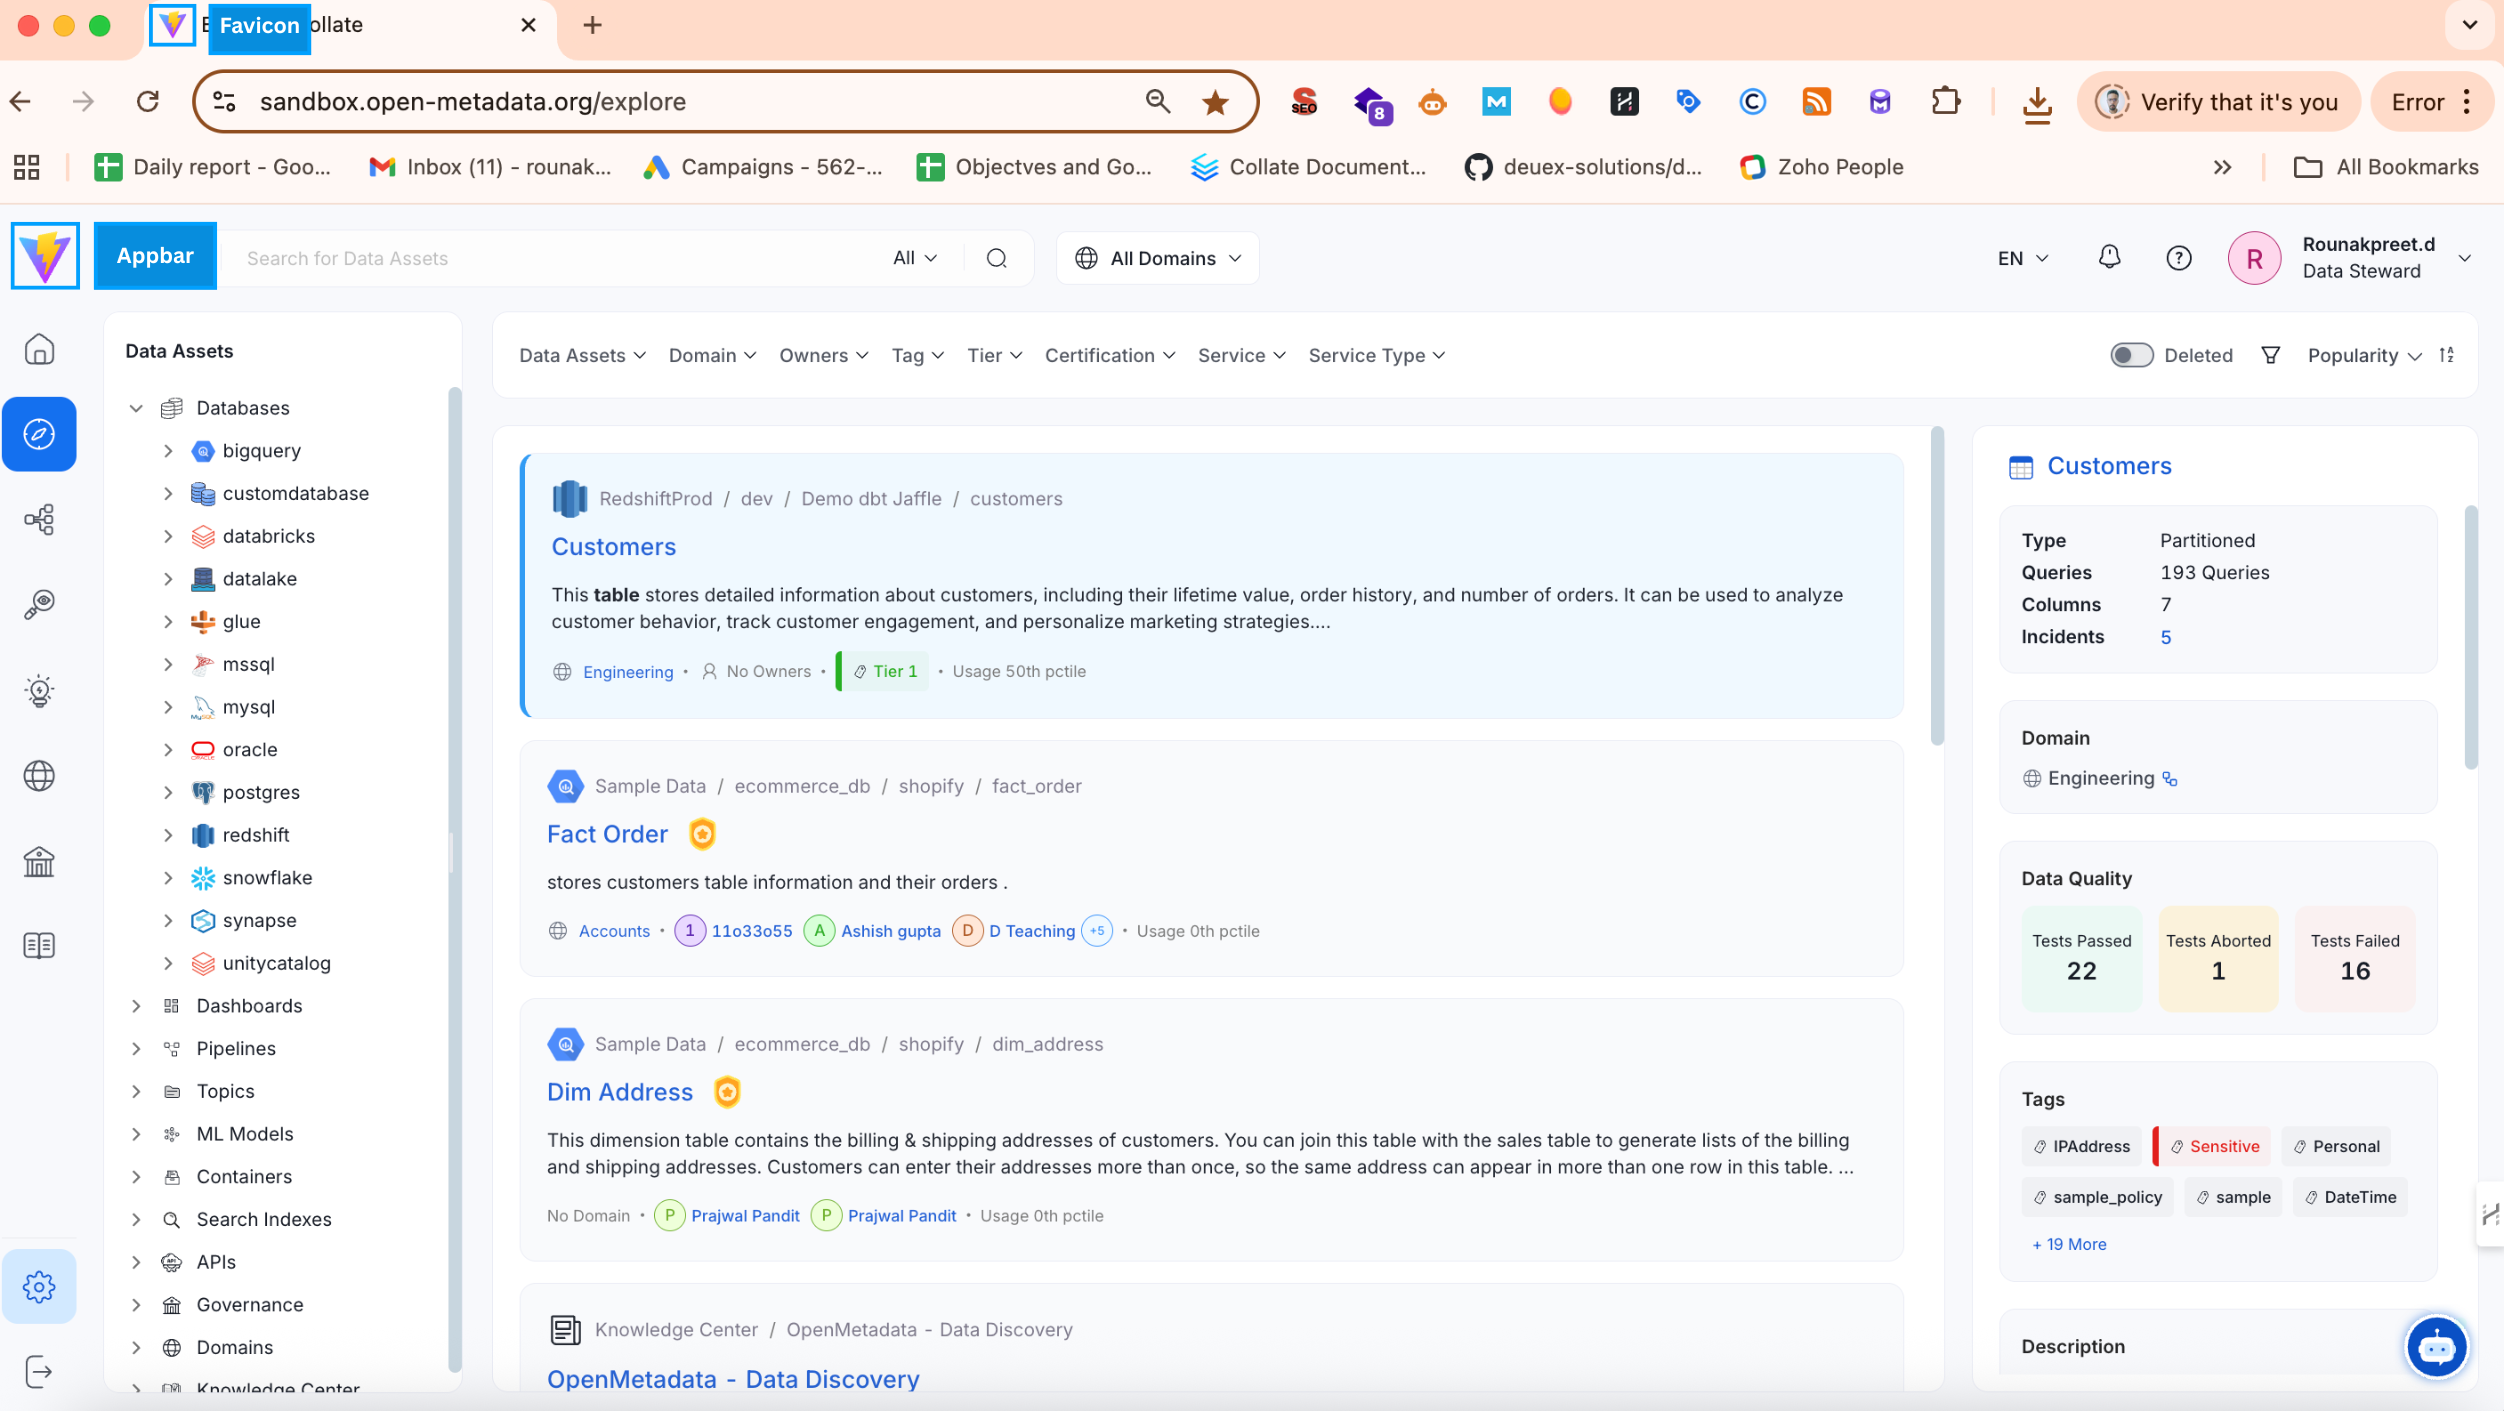 Favicon
ollate
sandbox.open-metadata.org/explore
SEO
8
Verify that it's you
Error
Daily report - Goo...
Inbox (11) - rounak...
Campaigns - 562-...
Objectves and Go...
Collate Document...
deuex-solutions/d...
Zoho People
All Bookmarks
Appbar
Search for Data Assets
All
All Domains
EN
R
Rounakpreet.d
Data Steward
Data Assets
Databases
bigquery
customdatabase
databricks
datalake
glue
mssql
mysql
oracle
postgres
redshift
snowflake
synapse
unitycatalog
Dashboards
Pipelines
Topics
ML Models
Containers
Search Indexes
APIs
Governance
Domains
Knowledge Center
Data Assets
Domain
Owners
Tag
Tier
Certification
Service
Service Type
Deleted
Popularity
RedshiftProd / dev / Demo dbt Jaffle / customers
Customers
This table stores detailed information about customers, including their lifetime value, order history, and number of orders. It can be used to analyze
customer behavior, track customer engagement, and personalize marketing strategies....
Engineering • No Owners • Tier 1 • Usage 50th pctile
Sample Data / ecommerce_db / shopify / fact_order
Fact Order
stores customers table information and their orders .
Accounts • 1 11o33o55 A Ashish gupta D D Teaching +5 • Usage 0th pctile
Sample Data / ecommerce_db / shopify / dim_address
Dim Address
This dimension table contains the billing & shipping addresses of customers. You can join this table with the sales table to generate lists of the billing
and shipping addresses. Customers can enter their addresses more than once, so the same address can appear in more than one row in this table. ...
No Domain • P Prajwal Pandit P Prajwal Pandit • Usage 0th pctile
Knowledge Center / OpenMetadata - Data Discovery
OpenMetadata - Data Discovery
Customers
Type Partitioned
Queries 193 Queries
Columns 7
Incidents 5
Domain
Engineering
Data Quality
Tests Passed
22
Tests Aborted
1
Tests Failed
16
Tags
IPAddress
Sensitive
Personal
sample_policy
sample
DateTime
+ 19 More
Description